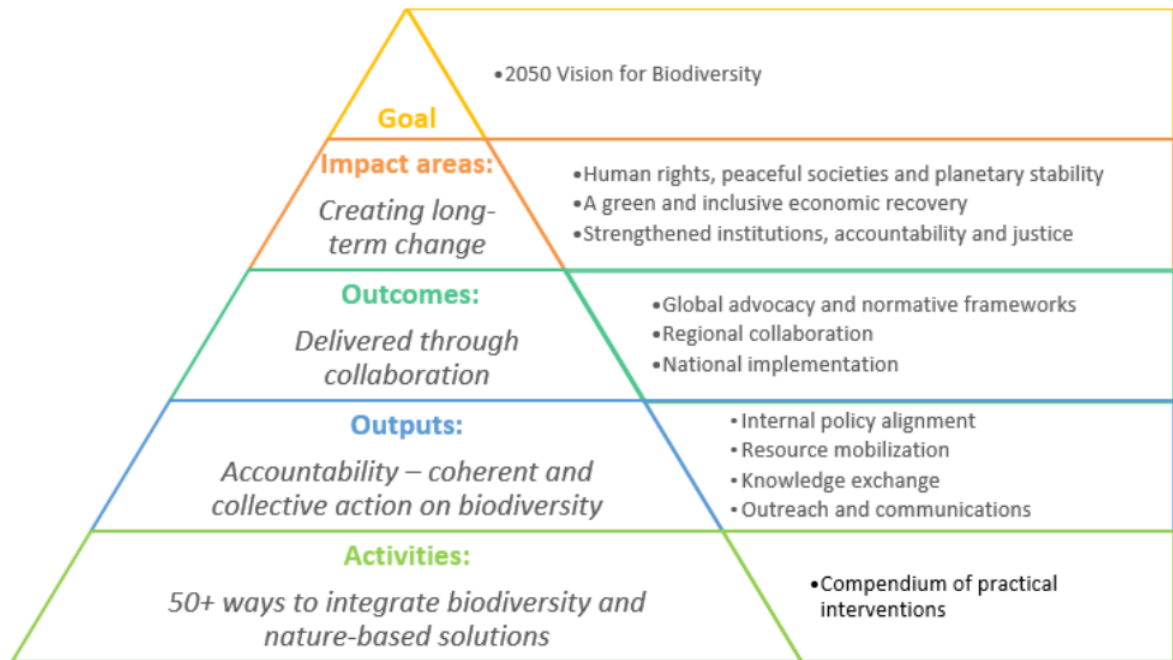 •2050 Vision for Biodiversity
Goal
Impact areas:
Creating long-
term change
•Human rights, peaceful societies and planetary stability
•A green and inclusive economic recovery
•Strengthened institutions, accountability and justice
Outcomes:
Delivered through
collaboration
•Global advocacy and normative frameworks
•Regional collaboration
•National implementation
Outputs:
Accountability – coherent and
collective action on biodiversity
•Internal policy alignment
•Resource mobilization
•Knowledge exchange
•Outreach and communications
Activities:
50+ ways to integrate biodiversity and
nature-based solutions
•Compendium of practical
interventions